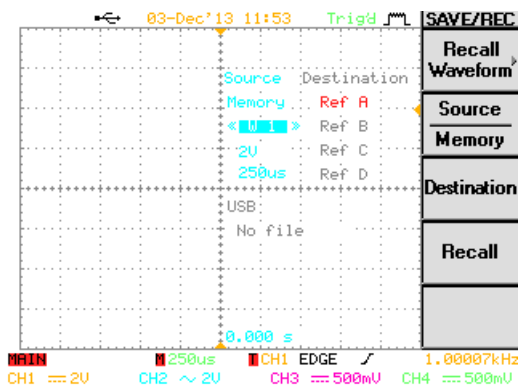 03-Dec'13 11:53 Trig'd SAVE/REC
Recall
Waveform
Source Destination
Memory Ref A
« W 1 » Ref B
2V Ref C
250us Ref D
USB:
No file
0.000 s
Source
Memory
Destination
Recall
MAIN M 250us T CH1 EDGE 1.00007kHz
CH1 2V CH2 ~ 2V CH3 500mV CH4 500mV